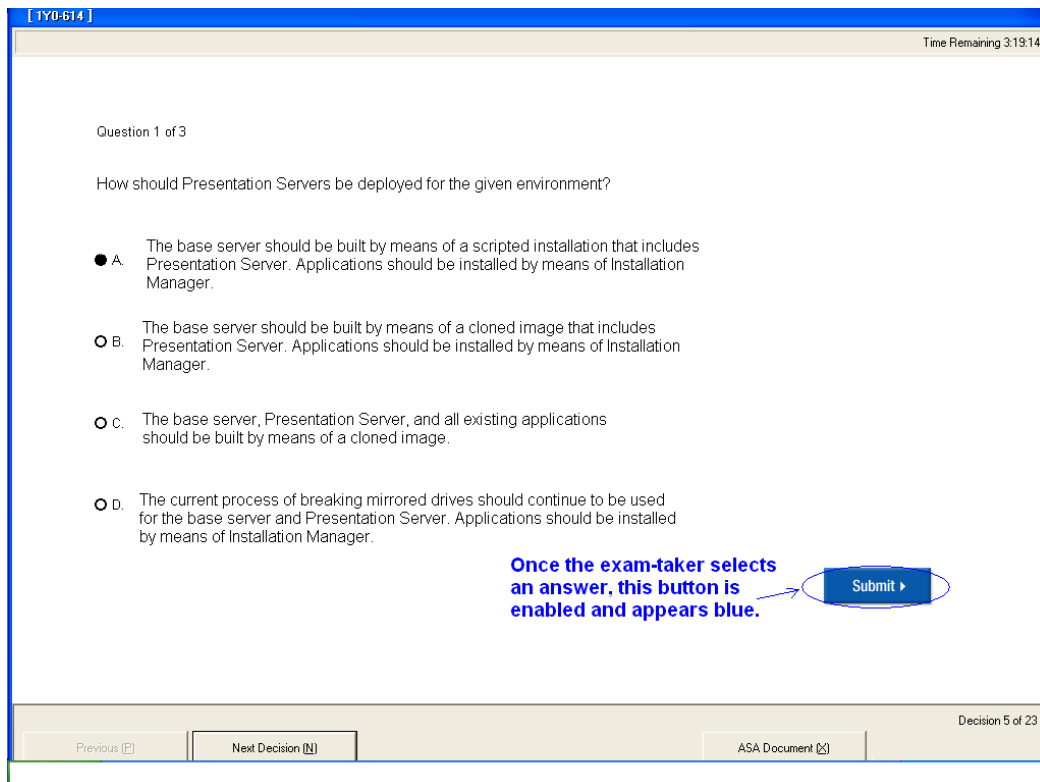 [ 1Y0-614 ]
Time Remaining 3:19:14
Question 1 of 3
How should Presentation Servers be deployed for the given environment?
A. The base server should be built by means of a scripted installation that includes
Presentation Server. Applications should be installed by means of Installation
Manager.
B. The base server should be built by means of a cloned image that includes
Presentation Server. Applications should be installed by means of Installation
Manager.
C. The base server, Presentation Server, and all existing applications
should be built by means of a cloned image.
D. The current process of breaking mirrored drives should continue to be used
for the base server and Presentation Server. Applications should be installed
by means of Installation Manager.
Once the exam-taker selects
an answer, this button is
enabled and appears blue.
Submit
Decision 5 of 23
Previous (P)
Next Decision (N)
ASA Document (X)